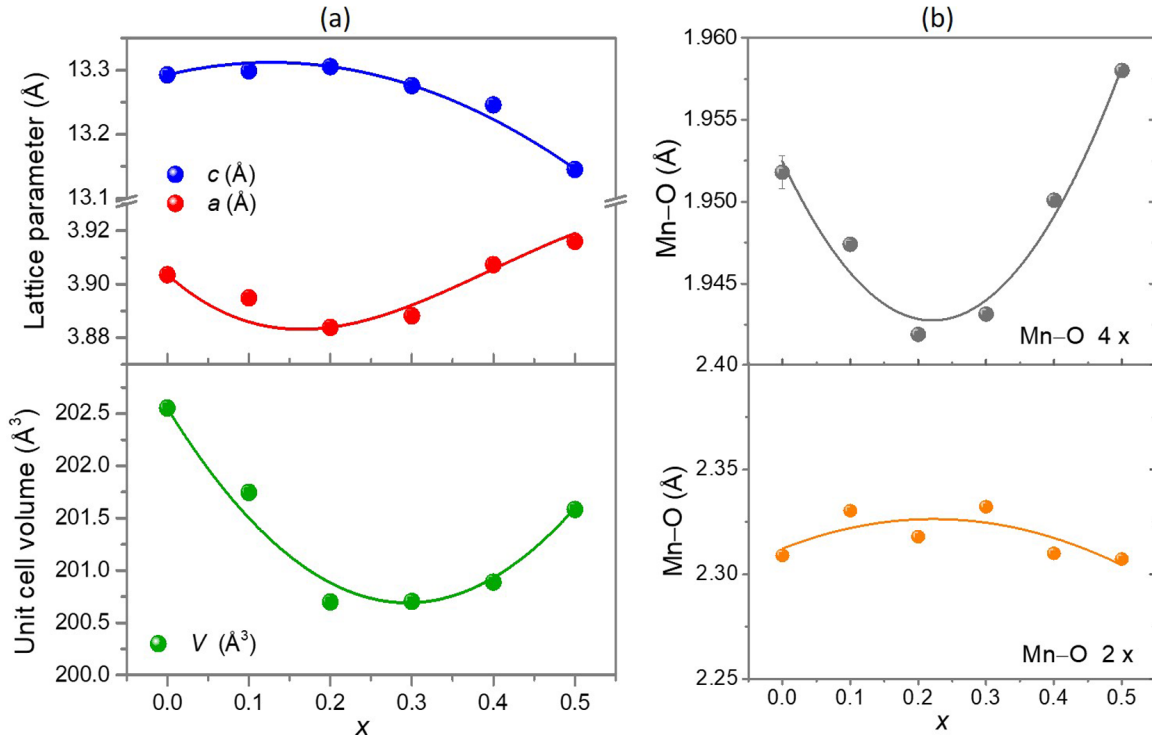 (a)
13.3
13.2
13.1
3.92
3.90
3.88
Lattice parameter (Å)
c (Å)
a (Å)
202.5
202.0
201.5
201.0
200.5
200.0
Unit cell volume (Å³)
V (Å³)
0.0 0.1 0.2 0.3 0.4 0.5
x
(b)
1.960
1.955
1.950
1.945
2.40
Mn–O (Å)
Mn–O 4 x
2.35
2.30
2.25
Mn–O (Å)
Mn–O 2 x
0.0 0.1 0.2 0.3 0.4 0.5
x